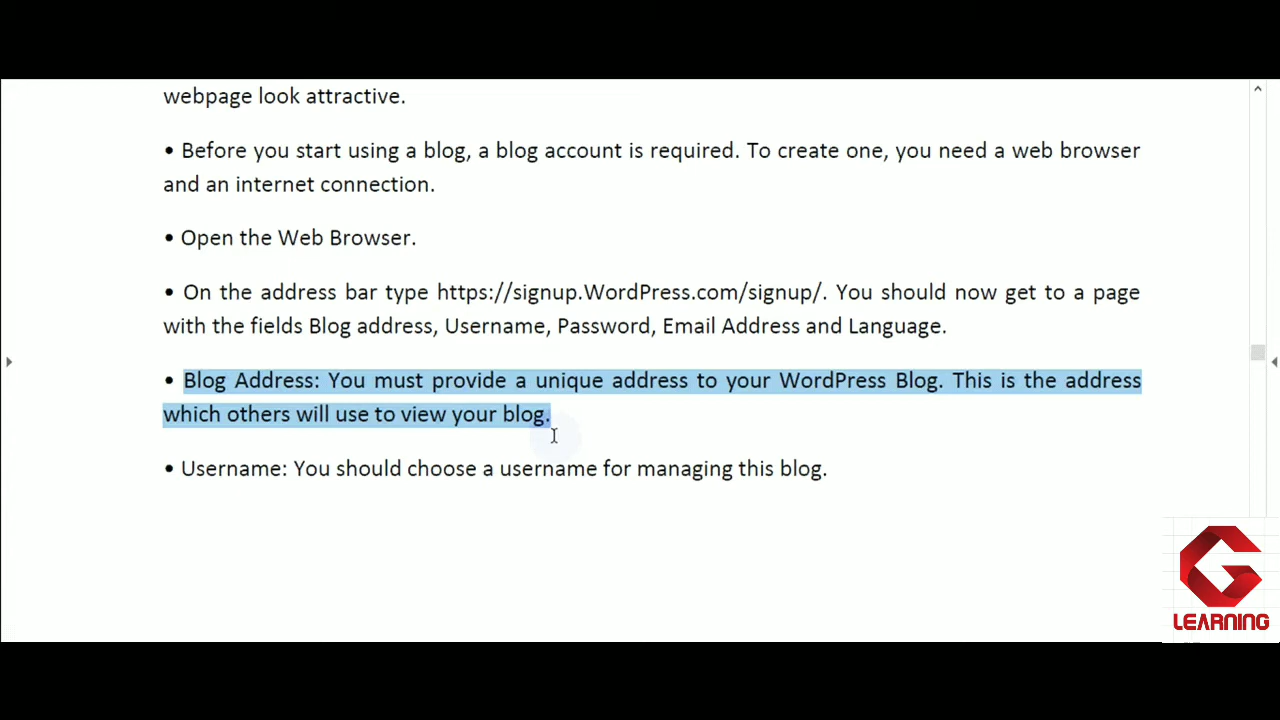 webpage look attractive.
• Before you start using a blog, a blog account is required. To create one, you need a web browser
and an internet connection.
• Open the Web Browser.
• On the address bar type https://signup.WordPress.com/signup/. You should now get to a page
with the fields Blog address, Username, Password, Email Address and Language.
• Blog Address: You must provide a unique address to your WordPress Blog. This is the address
which others will use to view your blog.
• Username: You should choose a username for managing this blog.
G
LEARNING